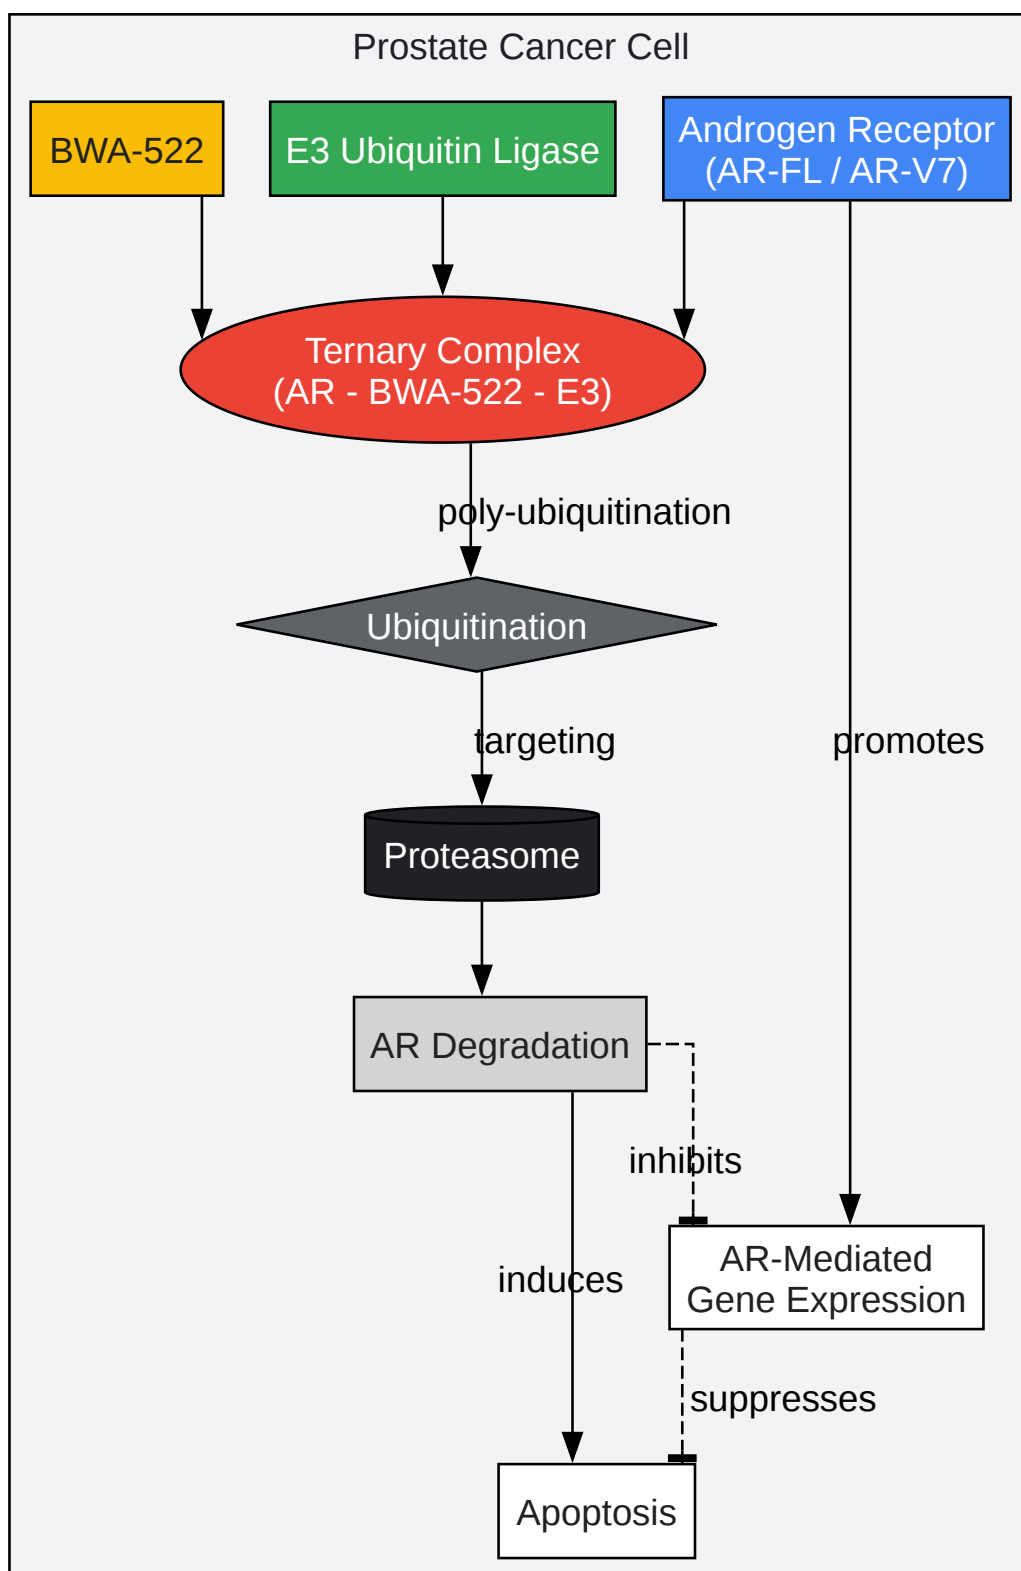 Prostate Cancer Cell
BWA-522
E3 Ubiquitin Ligase
Androgen Receptor
(AR-FL / AR-V7)
Ternary Complex
(AR - BWA-522 - E3)
poly-ubiquitination
Ubiquitination
targeting
promotes
Proteasome
AR Degradation
inhibits
AR-Mediated
Gene Expression
induces
suppresses
Apoptosis